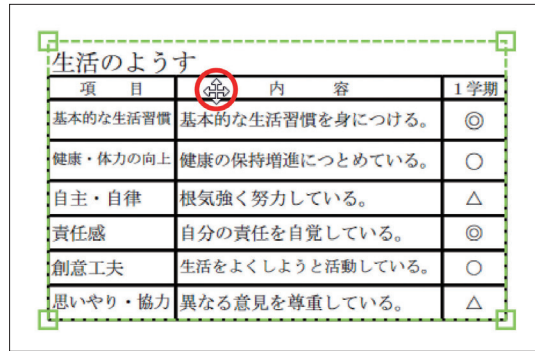 生活のようす
項 目 内 容 1学期
基本的な生活習慣 基本的な生活習慣を身につける。 ◎
健康・体力の向上 健康の保持増進につとめている。 ○
自主・自律 根気強く努力している。 △
責任感 自分の責任を自覚している。 ◎
創意工夫 生活をよくしようと活動している。 ○
思いやり・協力 異なる意見を尊重している。 △